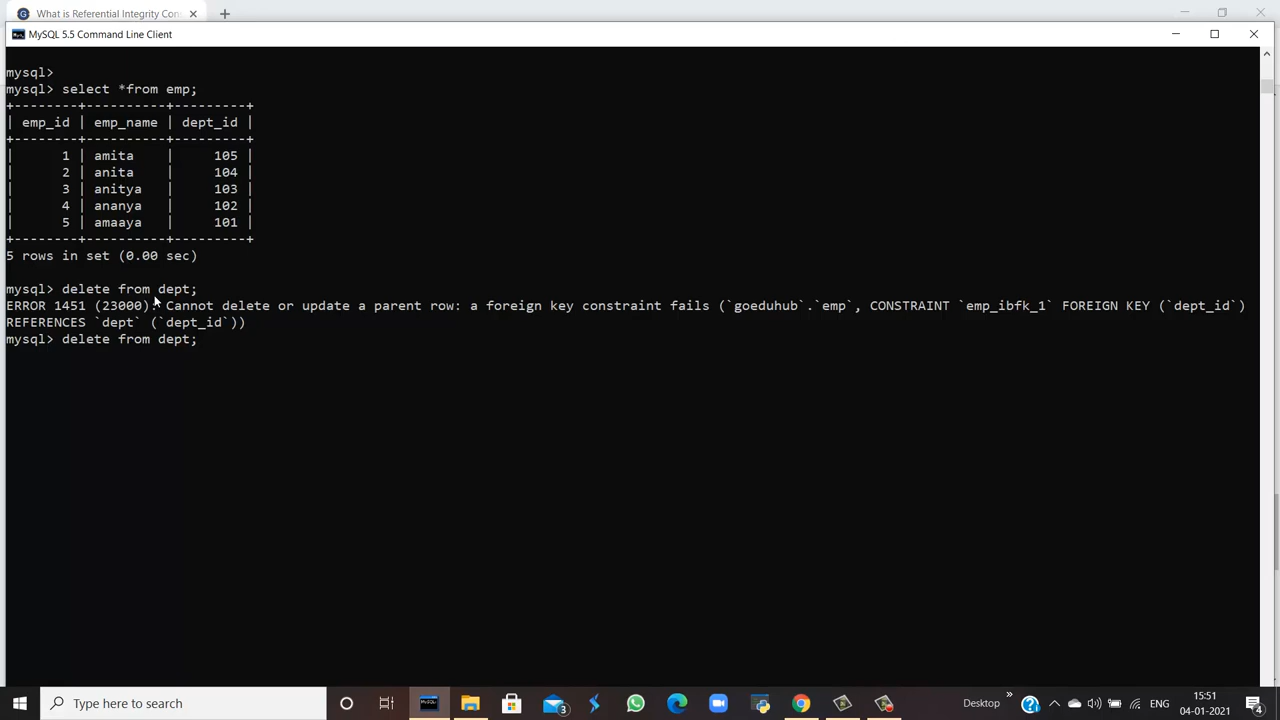 What is Referential Integrity Con
MySQL 5.5 Command Line Client
mysql>
mysql> select *from emp;
+--------+----------+---------+
| emp_id | emp_name | dept_id |
+--------+----------+---------+
| 1 | amita | 105 |
| 2 | anita | 104 |
| 3 | anitya | 103 |
| 4 | ananya | 102 |
| 5 | amaaya | 101 |
+--------+----------+---------+
5 rows in set (0.00 sec)
mysql> delete from dept;
ERROR 1451 (23000): Cannot delete or update a parent row: a foreign key constraint fails (`goeduhub`.`emp`, CONSTRAINT `emp_ibfk_1` FOREIGN KEY (`dept_id`)
REFERENCES `dept` (`dept_id`))
mysql> delete from dept;
Type here to search
3
Desktop
ENG
15:51
04-01-2021
4